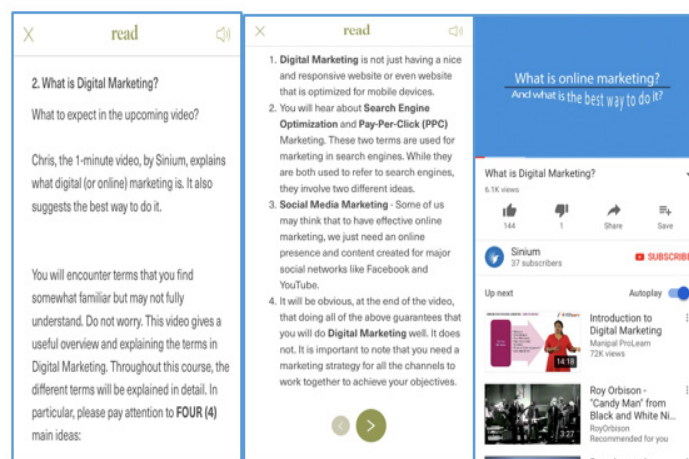 read
2. What is Digital Marketing?
What to expect in the upcoming video?
Chris, the 1-minute video, by Sinium, explains
what digital (or online) marketing is. It also
suggests the best way to do it.
You will encounter terms that you find
somewhat familiar but may not fully
understand. Do not worry. This video gives a
useful overview and explaining the terms in
Digital Marketing. Throughout this course, the
different terms will be explained in detail. In
particular, please pay attention to FOUR (4)
main ideas:
read
1. Digital Marketing is not just having a nice
and responsive website or even website
that is optimized for mobile devices.
2. You will hear about Search Engine
Optimization and Pay-Per-Click (PPC)
Marketing. These two terms are used for
marketing in search engines. While they
are both used to refer to search engines,
they involve two different ideas.
3. Social Media Marketing - Some of us
may think that to have effective online
marketing, we just need an online
presence and content created for major
social networks like Facebook and
YouTube.
4. It will be obvious, at the end of the video,
that doing all of the above guarantees that
you will do Digital Marketing well. It does
not. It is important to note that you need a
marketing strategy for all the channels to
work together to achieve your objectives.
What is online marketing?
And what is the best way to do it?
What is Digital Marketing?
6.1K views
144
1
Share
Save
Sinium
37 subscribers
SUBSCRIBE
Up next
Autoplay
14:18
Introduction to
Digital Marketing
Manipal ProLearn
72K views
3:27
Roy Orbison -
"Candy Man" from
Black and White Ni...
RoyOrbison
Recommended for you